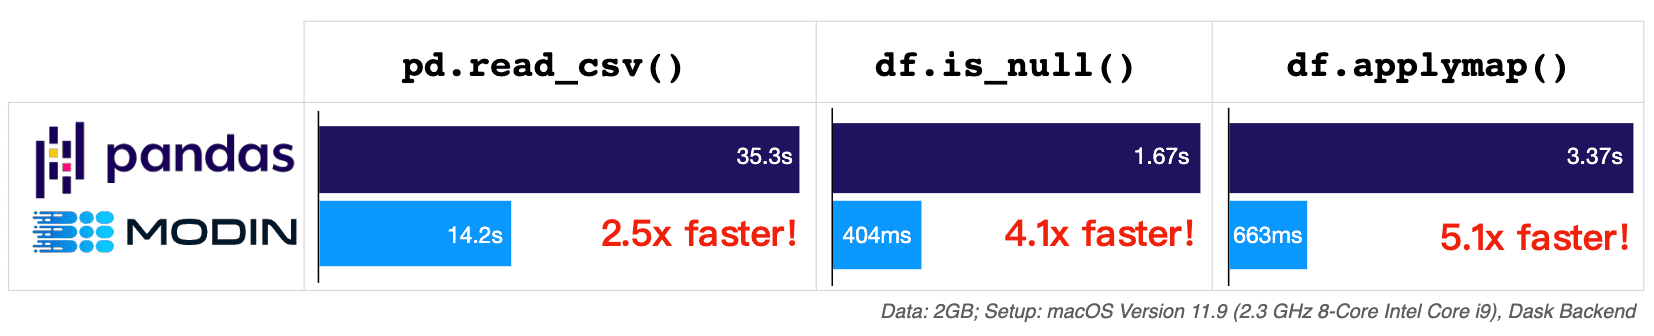 pd.read_csv() df.is_null() df.applymap()
pandas 35.3s 1.67s 3.37s
MODIN 14.2s 2.5x faster! 404ms 4.1x faster! 663ms 5.1x faster!
Data: 2GB; Setup: macOS Version 11.9 (2.3 GHz 8-Core Intel Core i9), Dask Backend